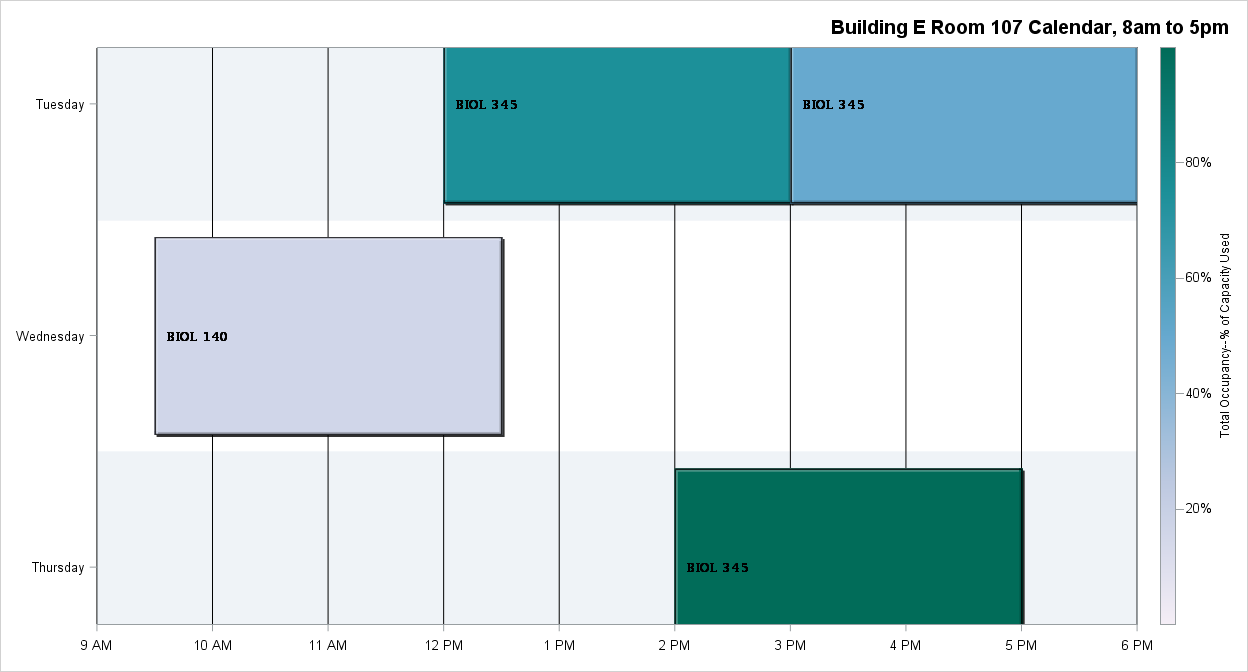 Building E Room 107 Calendar, 8am to 5pm
Tuesday
BIOL 345
BIOL 345
Wednesday
BIOL 140
Thursday
BIOL 345
9 AM
10 AM
11 AM
12 PM
1 PM
2 PM
3 PM
4 PM
5 PM
6 PM
80%
60%
40%
20%
Total Occupancy--% of Capacity Used